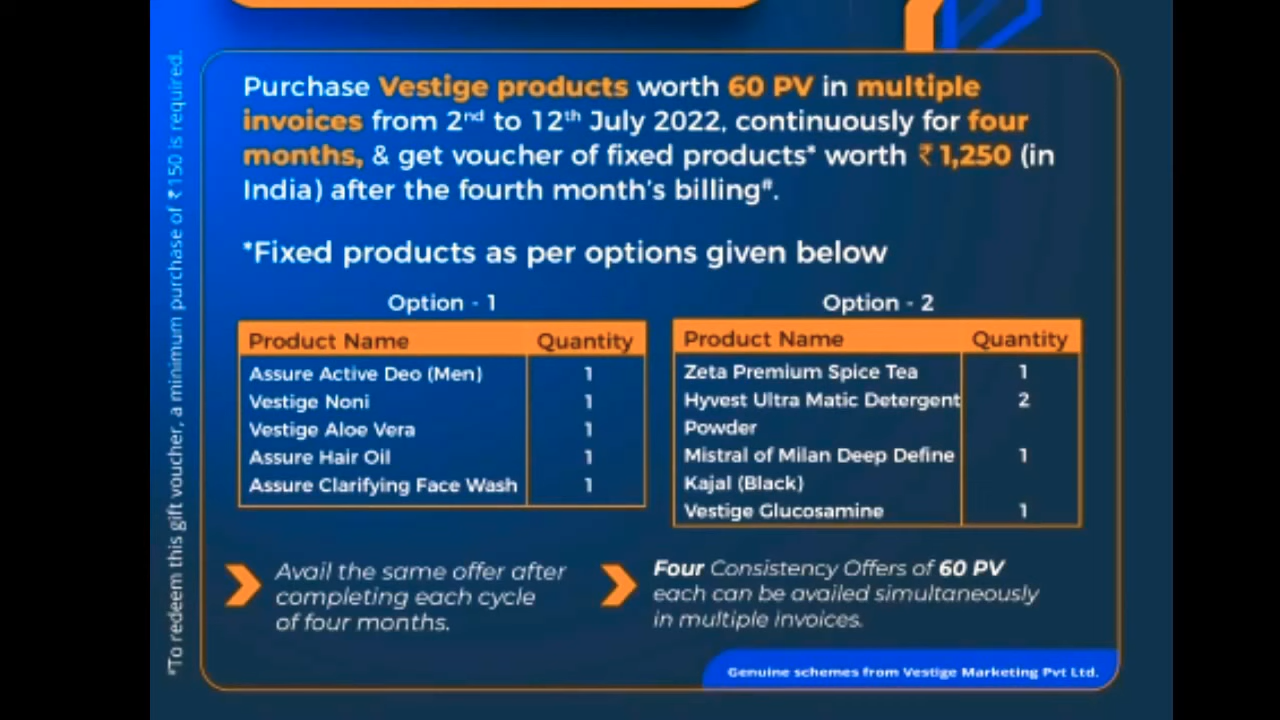 Purchase Vestige products worth 60 PV in multiple
invoices from 2nd to 12th July 2022, continuously for four
months, & get voucher of fixed products* worth ₹ 1,250 (in
India) after the fourth month's billing#.
*Fixed products as per options given below
Option - 1
Product Name Quantity
Assure Active Deo (Men) 1
Vestige Noni 1
Vestige Aloe Vera 1
Assure Hair Oil 1
Assure Clarifying Face Wash 1
Option - 2
Product Name Quantity
Zeta Premium Spice Tea 1
Hyvest Ultra Matic Detergent 2
Powder
Mistral of Milan Deep Define 1
Kajal (Black)
Vestige Glucosamine 1
Avail the same offer after
completing each cycle
of four months.
Four Consistency Offers of 60 PV
each can be availed simultaneously
in multiple invoices.
Genuine schemes from Vestige Marketing Pvt Ltd.
#To redeem this gift voucher, a minimum purchase of ₹ 150 is required.